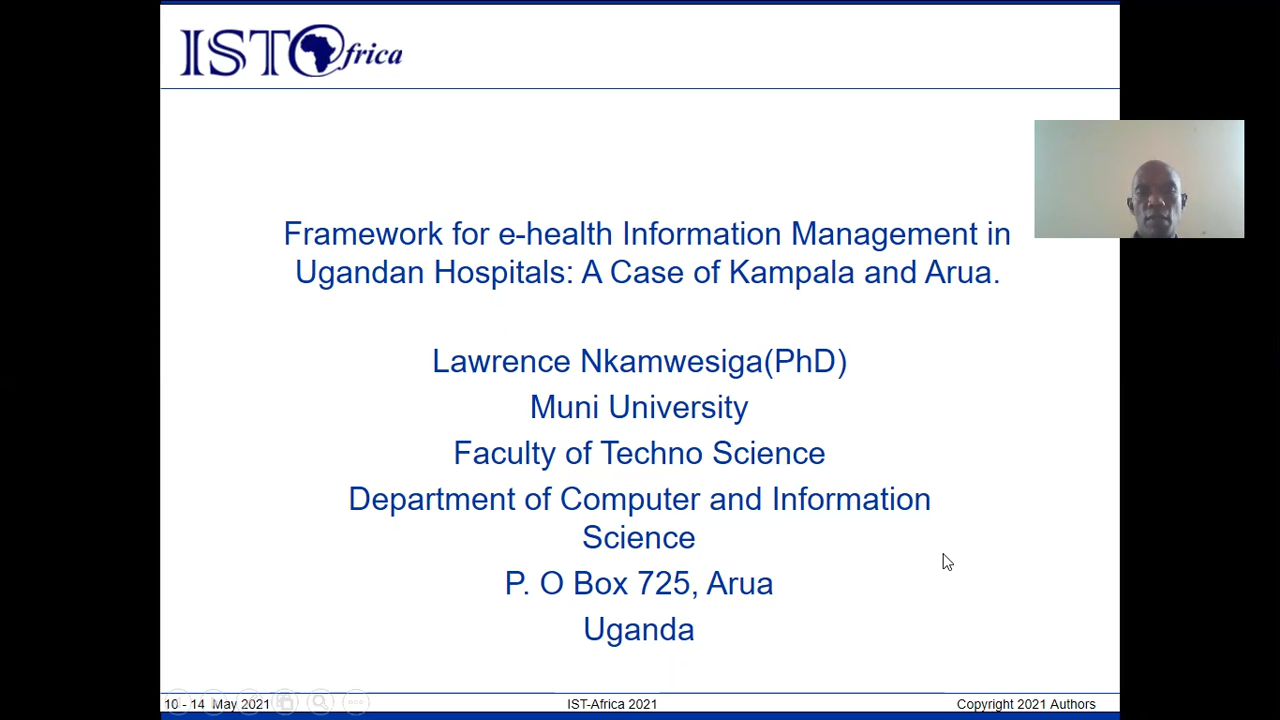 IST Africa
Framework for e-health Information Management in
Ugandan Hospitals: A Case of Kampala and Arua.
Lawrence Nkamwesiga(PhD)
Muni University
Faculty of Techno Science
Department of Computer and Information
Science
P. O Box 725, Arua
Uganda
10 - 14 May 2021
IST-Africa 2021
Copyright 2021 Authors